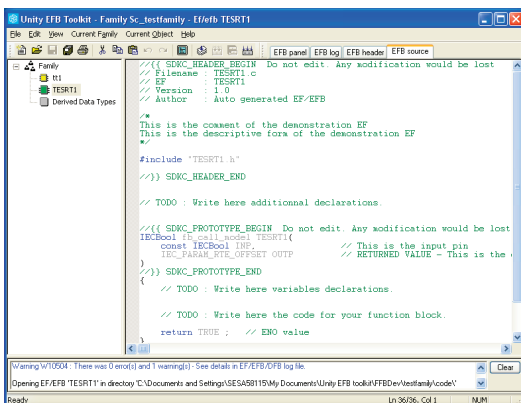 Unity EFB Toolkit - Family Sc_testfamily - Ef/efb TESRT1
File Edit View Current Family Current Object Help
EFB panel EFB log EFB header EFB source
Family
tt1
TESRT1
Derived Data Types
//{{ SDKC_HEADER_BEGIN Do not edit. Any modification would be lost
// Filename : TESRT1.c
// EF : TESRT1
// Version : 1.0
// Author : Auto generated EF/EFB
/*
This is the comment of the demonstration EF
This is the descriptive form of the demonstration EF
*/
#include "TESRT1.h"
//}} SDKC_HEADER_END
// TODO : Write here additionnal declarations.
//{{ SDKC_PROTOTYPE_BEGIN Do not edit. Any modification would be lost
IECBool fb_call_model TESRT1(
const IECBool INP, // This is the input pin
IEC_PARAM_RTE_OFFSET OUTP // RETURNED VALUE - This is the
)
//}} SDKC_PROTOTYPE_END
{
// TODO : Write here variables declarations.
// TODO : Write here the code for your function block.
return TRUE ; // ENO value
}
Warning W10504 : There was 0 error(s) and 1 warning(s) - See details in EF/EFB/DFB log file.
Clear
Opening EF/EFB 'TESRT1' in directory 'C:\Documents and Settings\SESA58115\My Documents\Unity EFB toolkit\FFBDev\testfamily\code\'
Ready Ln 36/36, Col 1 NUM